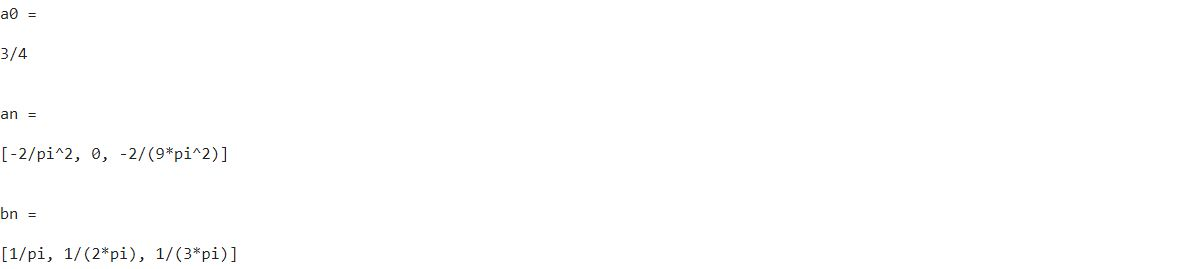 a0 =
3/4
an =
[-2/pi^2, 0, -2/(9*pi^2)]
bn =
[1/pi, 1/(2*pi), 1/(3*pi)]